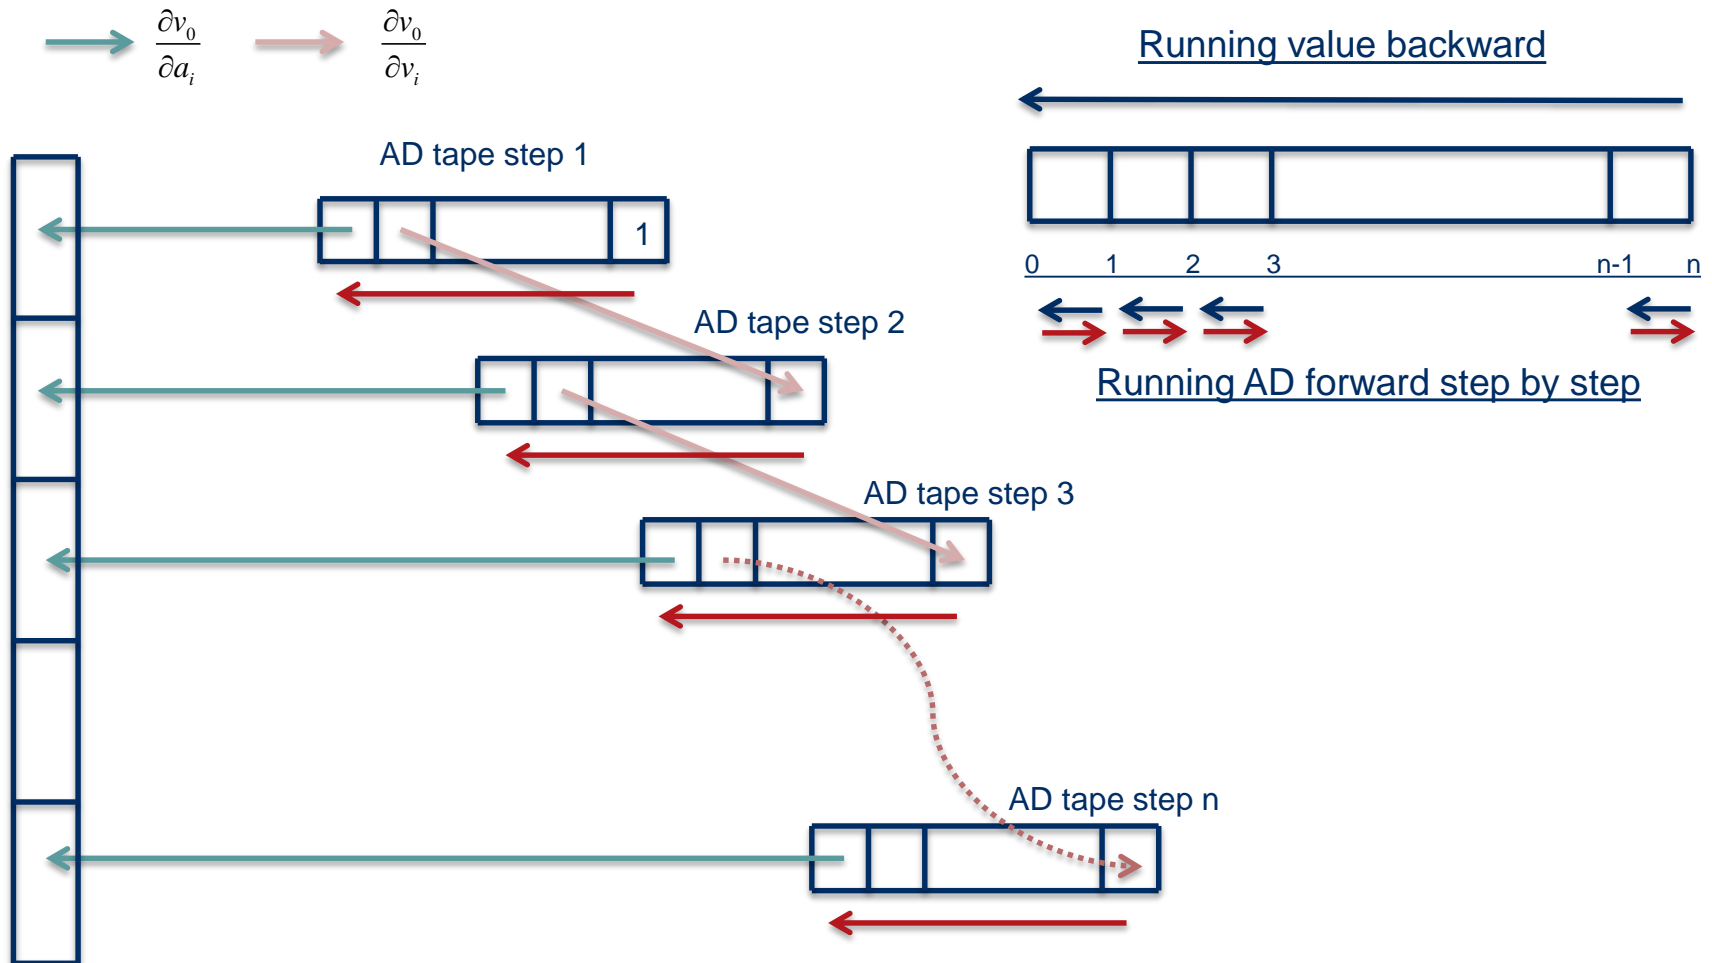 ∂v₀/∂aᵢ
∂v₀/∂vᵢ
Running value backward
AD tape step 1
1
0 1 2 3 n-1 n
AD tape step 2
Running AD forward step by step
AD tape step 3
AD tape step n